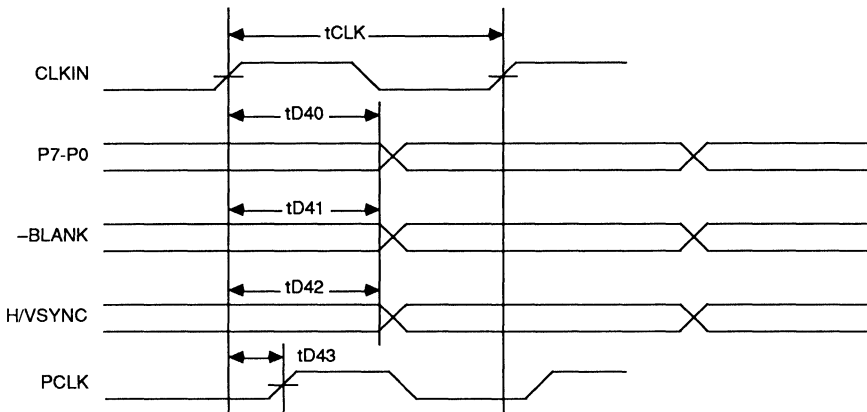 tCLK
CLKIN
tD40
P7-P0
tD41
–BLANK
tD42
H/VSYNC
tD43
PCLK